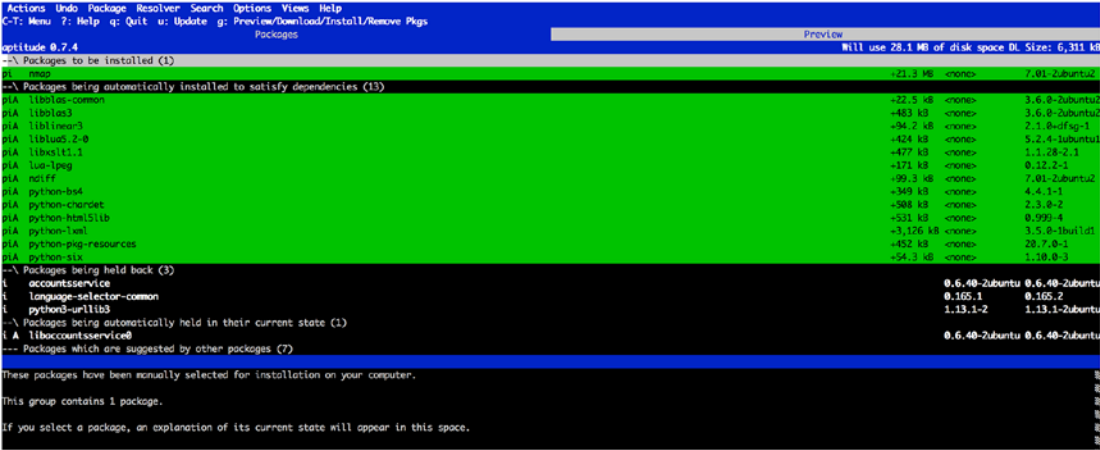 Actions Undo Package Resolver Search Options Views Help
C-T: Menu ?: Help q: Quit u: Update g: Preview/Download/Install/Remove Pkgs
Packages Preview
aptitude 0.7.4 Will use 28.1 MB of disk space DL Size: 6,311 kB
--\ Packages to be installed (1)
pi nmap +21.3 MB <none> 7.01-2ubuntu2
--\ Packages being automatically installed to satisfy dependencies (13)
piA libblas-common +22.5 kB <none> 3.6.0-2ubuntu2
piA libblas3 +483 kB <none> 3.6.0-2ubuntu2
piA liblinear3 +94.2 kB <none> 2.1.0+dfsg-1
piA liblua5.2-0 +424 kB <none> 5.2.4-1ubuntu1
piA libxslt1.1 +477 kB <none> 1.1.28-2.1
piA lua-lpeg +171 kB <none> 0.12.2-1
piA ndiff +99.3 kB <none> 7.01-2ubuntu2
piA python-bs4 +349 kB <none> 4.4.1-1
piA python-chardet +508 kB <none> 2.3.0-2
piA python-html5lib +531 kB <none> 0.999-4
piA python-lxml +3,126 kB <none> 3.5.0-1build1
piA python-pkg-resources +452 kB <none> 20.7.0-1
piA python-six +54.3 kB <none> 1.10.0-3
--\ Packages being held back (3)
i accountsservice 0.6.40-2ubuntu 0.6.40-2ubuntu
i language-selector-common 0.165.1 0.165.2
i python3-urllib3 1.13.1-2 1.13.1-2ubuntu
--\ Packages being automatically held in their current state (1)
i A libaccountsservice0 0.6.40-2ubuntu 0.6.40-2ubuntu
--- Packages which are suggested by other packages (7)
These packages have been manually selected for installation on your computer.
This group contains 1 package.
If you select a package, an explanation of its current state will appear in this space.